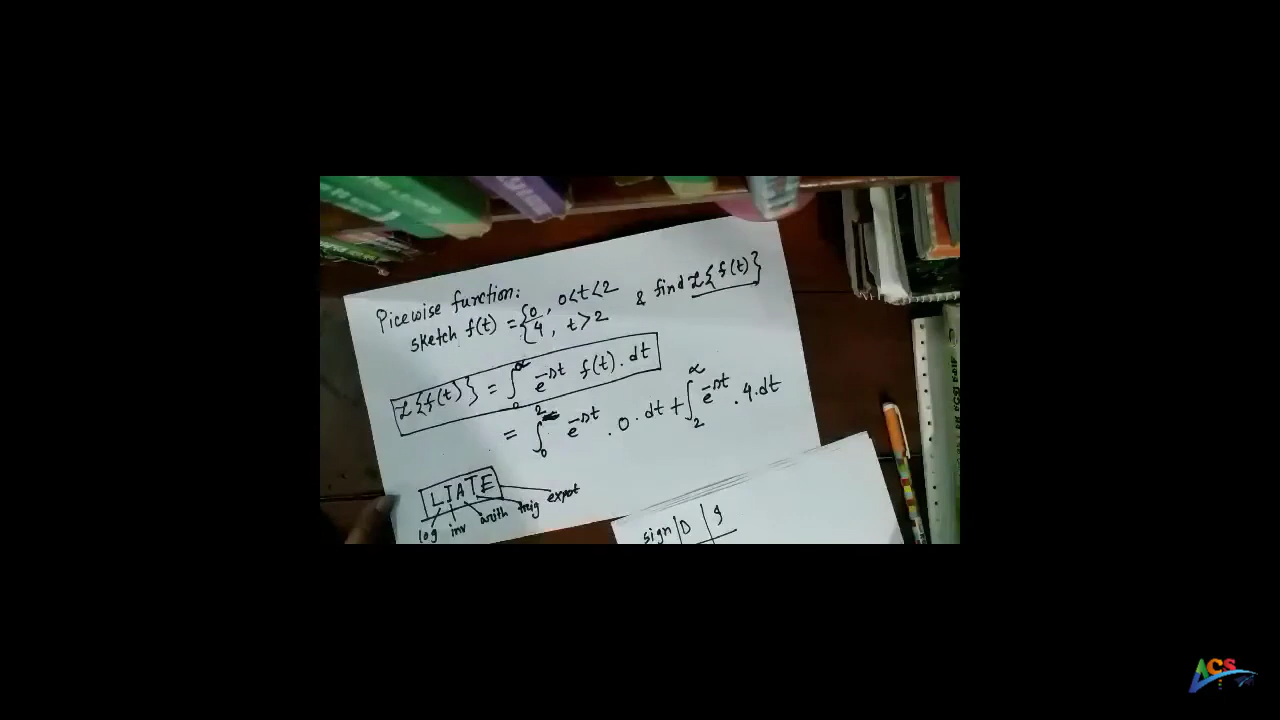 Picewise function:
sketch f(t) = { 0, 0<t<2 & find L{f(t)}
4, t>2
L{f(t)} = ∫₀^∝ e^-st f(t). dt
= ∫₀² e^-st . 0. dt + ∫₂^∝ e^-st . 4.dt
LIATE
log inv arith trig expot
sign | D | I
ACS